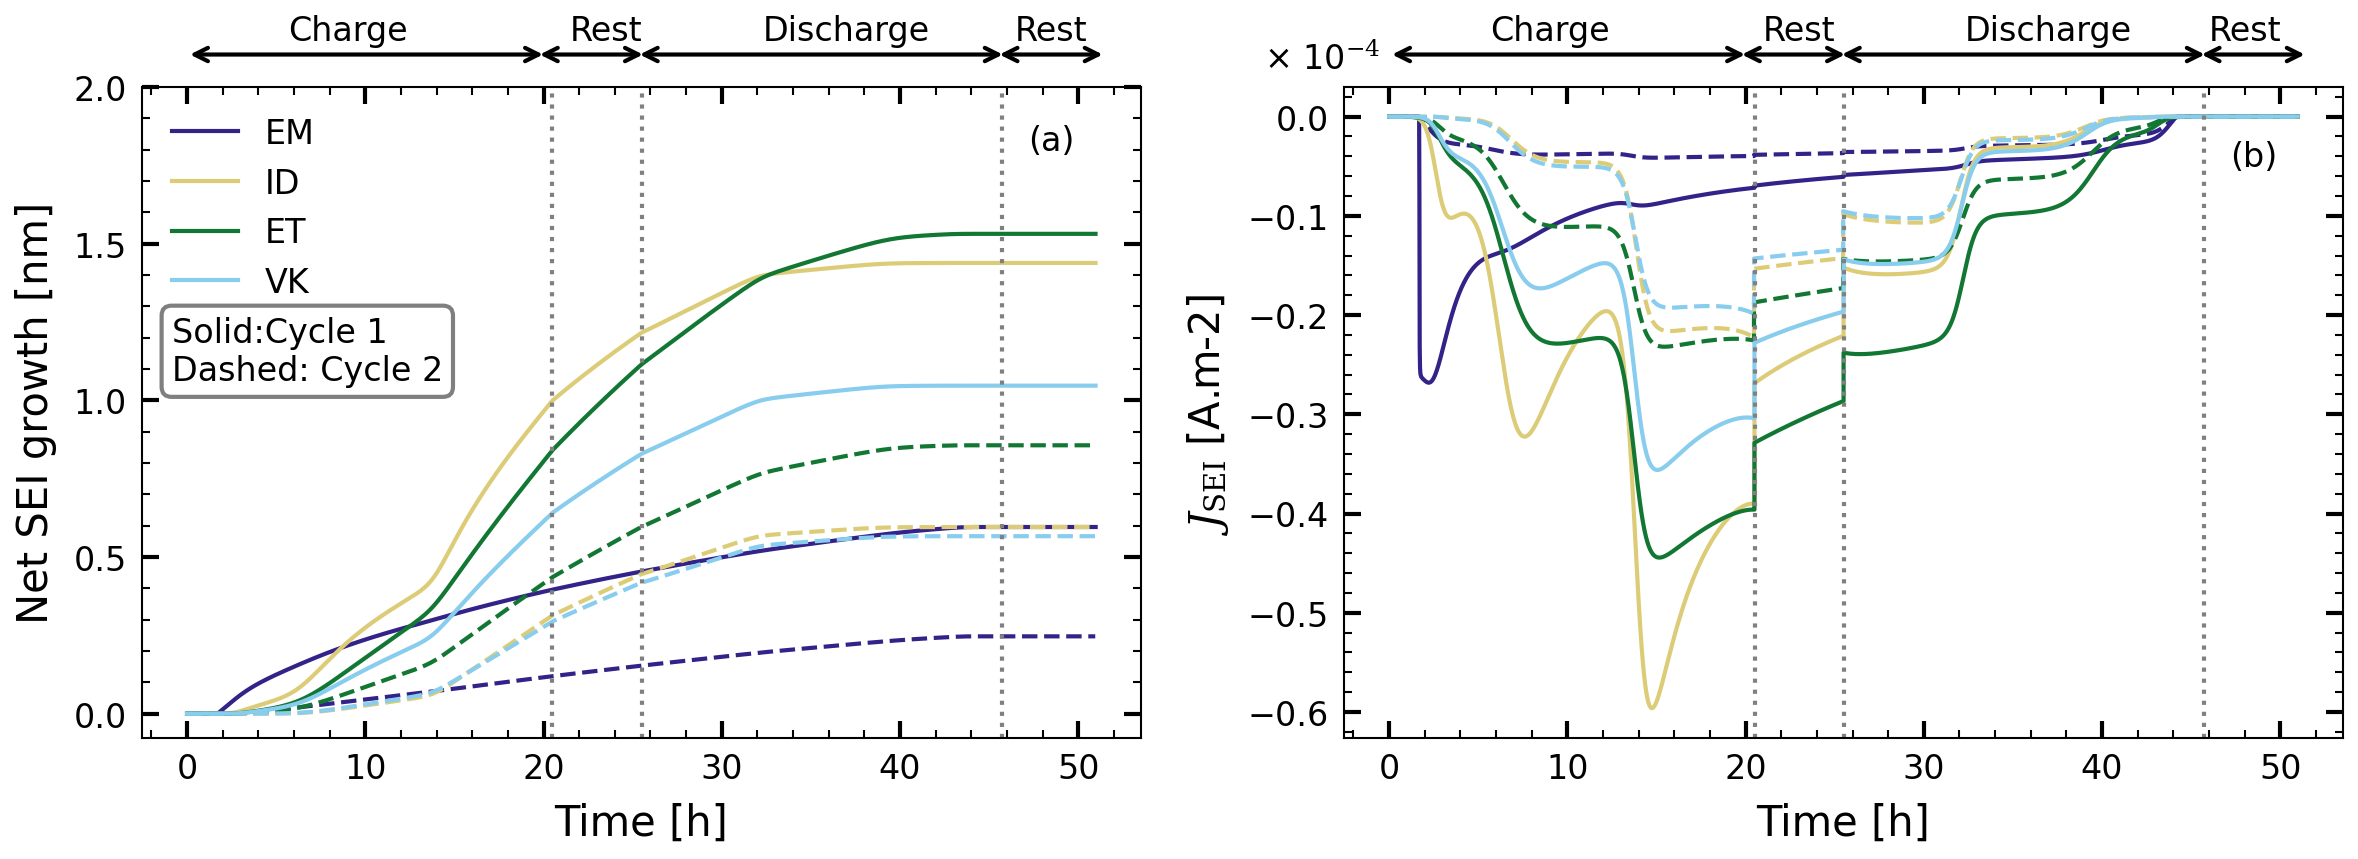 Charge Rest Discharge Rest
2.0
1.5
1.0
0.5
0.0
Net SEI growth [nm]
EM
ID
ET
VK
Solid:Cycle 1
Dashed: Cycle 2
(a)
0 10 20 30 40 50
Time [h]
Charge Rest Discharge Rest
× 10⁻⁴
0.0
−0.1
−0.2
−0.3
−0.4
−0.5
−0.6
J_SEI [A.m-2]
(b)
0 10 20 30 40 50
Time [h]